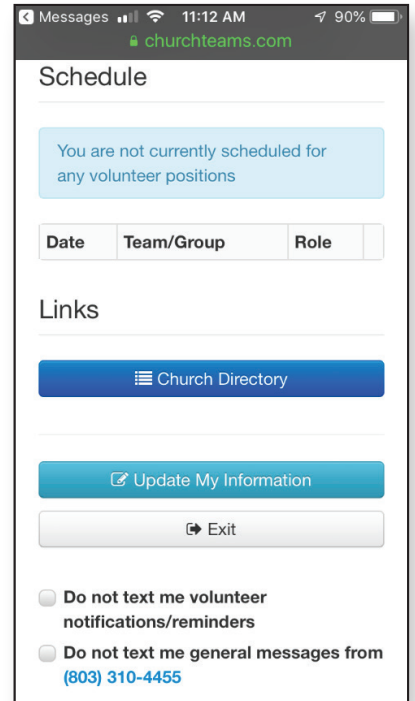 Messages 11:12 AM 90%
churchteams.com
Schedule
You are not currently scheduled for
any volunteer positions
Date Team/Group Role
Links
Church Directory
Update My Information
Exit
Do not text me volunteer
notifications/reminders
Do not text me general messages from
(803) 310-4455